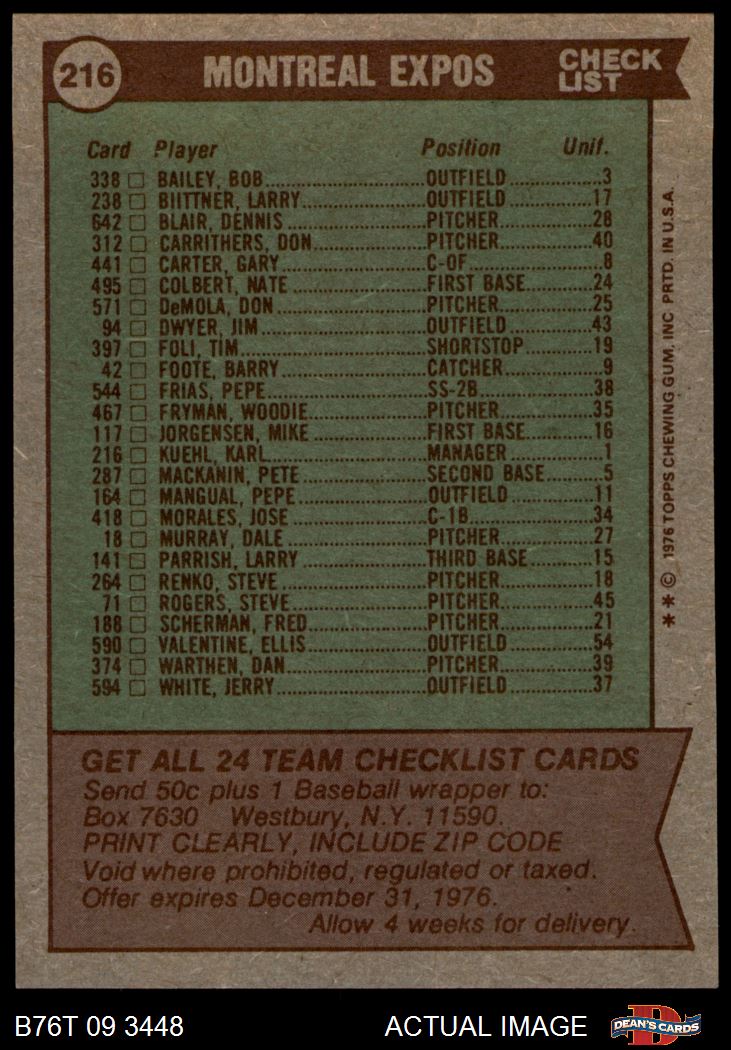 216 MONTREAL EXPOS CHECK LIST
Card Player Position Unif.
338 BAILEY, BOB OUTFIELD 3
238 BIITTNER, LARRY OUTFIELD 17
642 BLAIR, DENNIS PITCHER 28
312 CARRITHERS, DON PITCHER 40
441 CARTER, GARY C-OF 8
495 COLBERT, NATE FIRST BASE 24
571 DeMOLA, DON PITCHER 25
94 DWYER, JIM OUTFIELD 43
397 FOLI, TIM SHORTSTOP 19
42 FOOTE, BARRY CATCHER 9
544 FRIAS, PEPE SS-2B 38
467 FRYMAN, WOODIE PITCHER 35
117 JORGENSEN, MIKE FIRST BASE 16
216 KUEHL, KARL MANAGER 1
287 MACKANIN, PETE SECOND BASE 5
164 MANGUAL, PEPE OUTFIELD 11
418 MORALES, JOSE C-1B 34
18 MURRAY, DALE PITCHER 27
141 PARRISH, LARRY THIRD BASE 15
264 RENKO, STEVE PITCHER 18
71 ROGERS, STEVE PITCHER 45
188 SCHERMAN, FRED PITCHER 21
590 VALENTINE, ELLIS OUTFIELD 54
374 WARTHEN, DAN PITCHER 39
594 WHITE, JERRY OUTFIELD 37
**© 1976 TOPPS CHEWING GUM, INC PRTD. IN U.S.A.
GET ALL 24 TEAM CHECKLIST CARDS
Send 50c plus 1 Baseball wrapper to:
Box 7630 Westbury, N.Y. 11590.
PRINT CLEARLY, INCLUDE ZIP CODE
Void where prohibited, regulated or taxed.
Offer expires December 31, 1976.
Allow 4 weeks for delivery.
B76T 09 3448 ACTUAL IMAGE DEAN'S CARDS